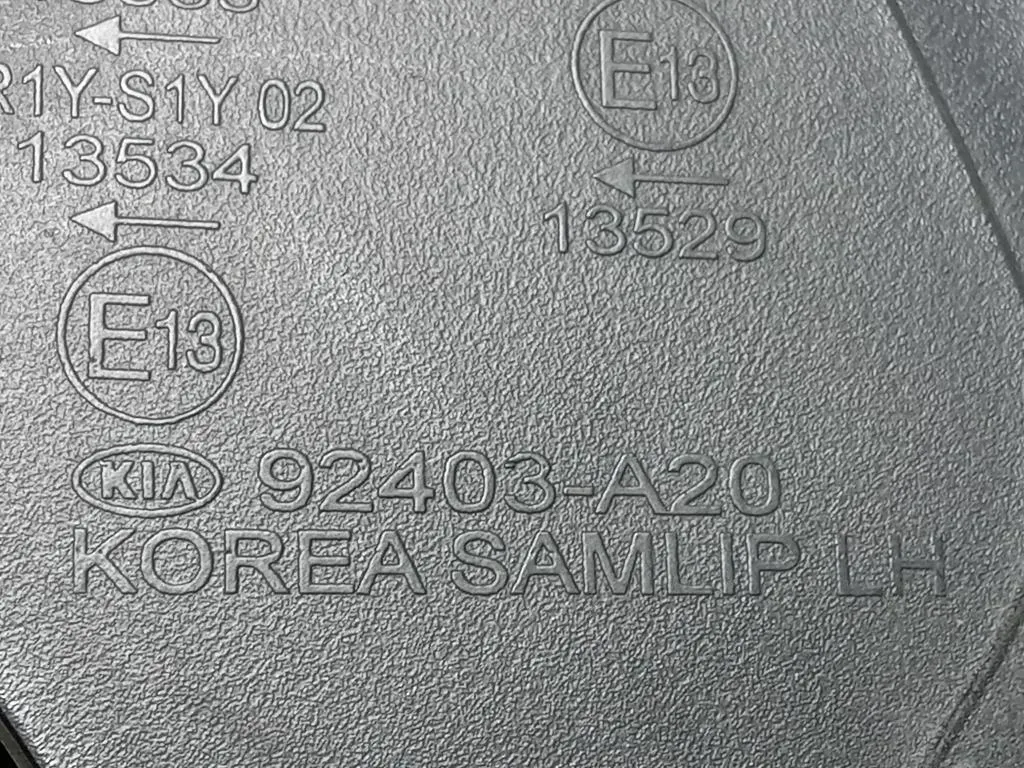 R1Y-S1Y 02
13534
E13
E13
13529
KIA 92403-A20
KOREA SAMLIP LH